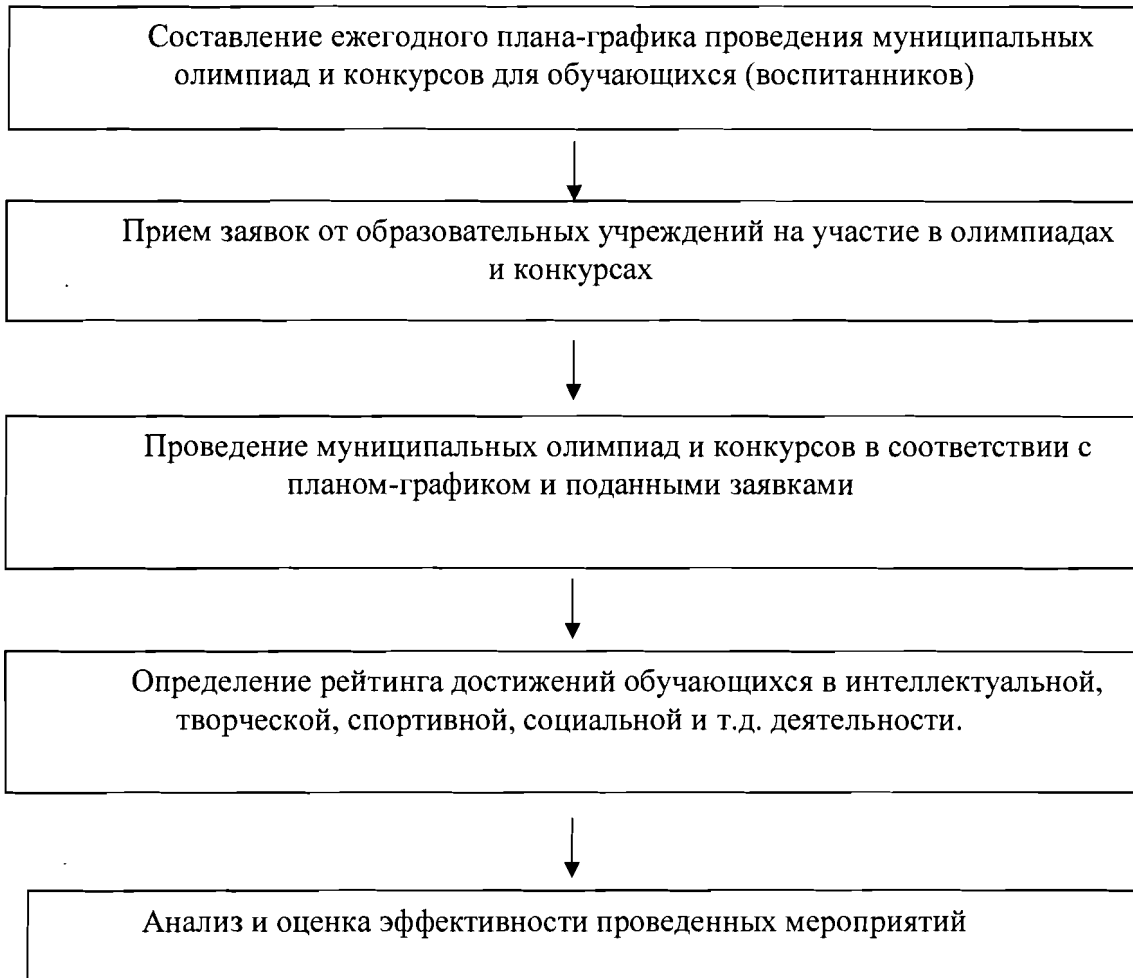 Составление ежегодного плана-графика проведения муниципальных
олимпиад и конкурсов для обучающихся (воспитанников)
Прием заявок от образовательных учреждений на участие в олимпиадах
и конкурсах
Проведение муниципальных олимпиад и конкурсов в соответствии с
планом-графиком и поданными заявками
Определение рейтинга достижений обучающихся в интеллектуальной,
творческой, спортивной, социальной и т.д. деятельности.
Анализ и оценка эффективности проведенных мероприятий